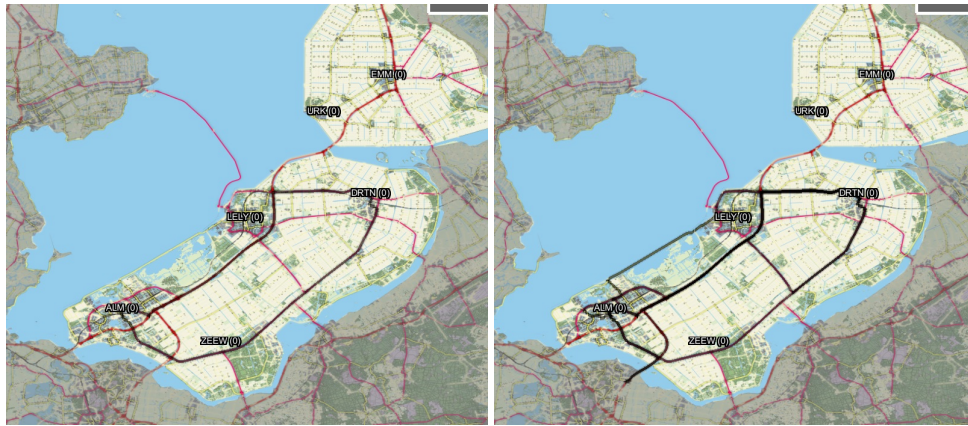 EMM (0)
URK (0)
DRTN (0)
LELY (0)
ALM (0)
ZEEW (0)
EMM (0)
URK (0)
DRTN (0)
LELY (0)
ALM (0)
ZEEW (0)